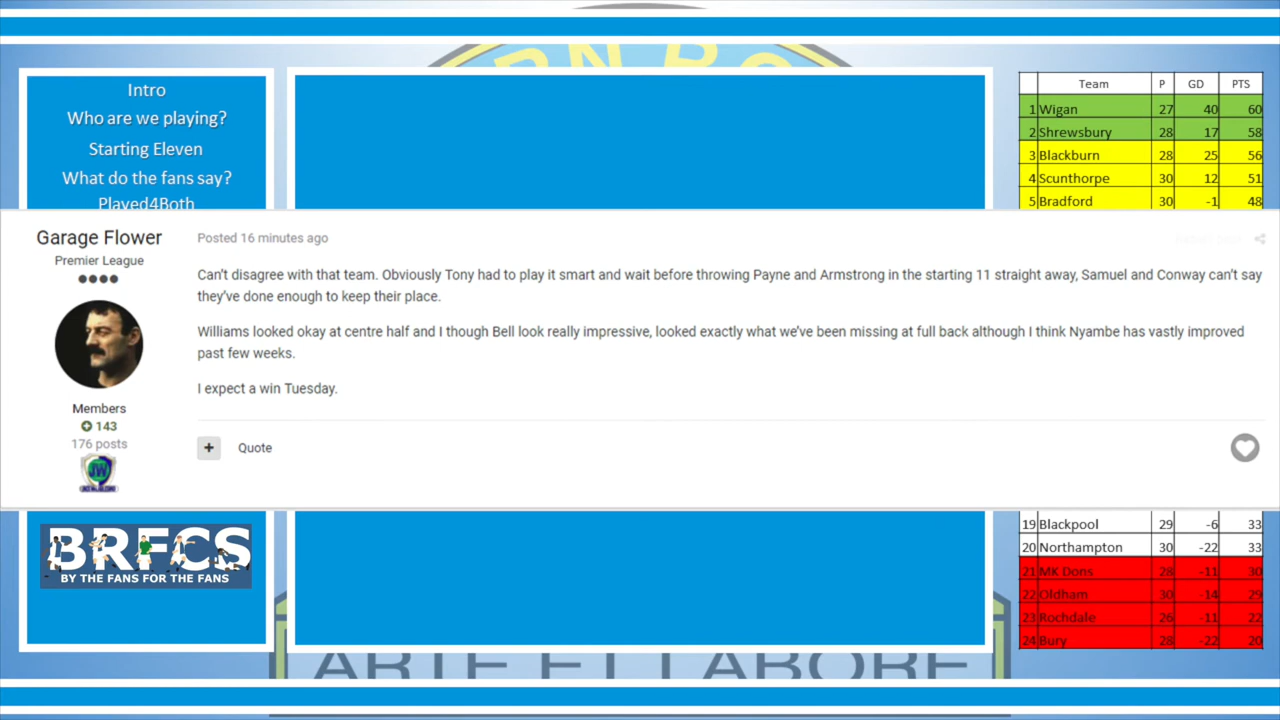 RN RO
Intro
Who are we playing?
Starting Eleven
What do the fans say?
Played4Both
Team P GD PTS
1 Wigan 27 40 60
2 Shrewsbury 28 17 58
3 Blackburn 28 25 56
4 Scunthorpe 30 12 51
5 Bradford 30 -1 48
Garage Flower
Premier League
Members
143
176 posts
JW
Posted 16 minutes ago
Can't disagree with that team. Obviously Tony had to play it smart and wait before throwing Payne and Armstrong in the starting 11 straight away, Samuel and Conway can't say
they've done enough to keep their place.
Williams looked okay at centre half and I though Bell look really impressive, looked exactly what we've been missing at full back although I think Nyambe has vastly improved
past few weeks.
I expect a win Tuesday.
+ Quote
BRFCS
BY THE FANS FOR THE FANS
19 Blackpool 29 -6 33
20 Northampton 30 -22 33
21 MK Dons 28 -11 30
22 Oldham 30 -14 29
23 Rochdale 26 -11 22
24 Bury 28 -22 20
ARTE ET LABORE